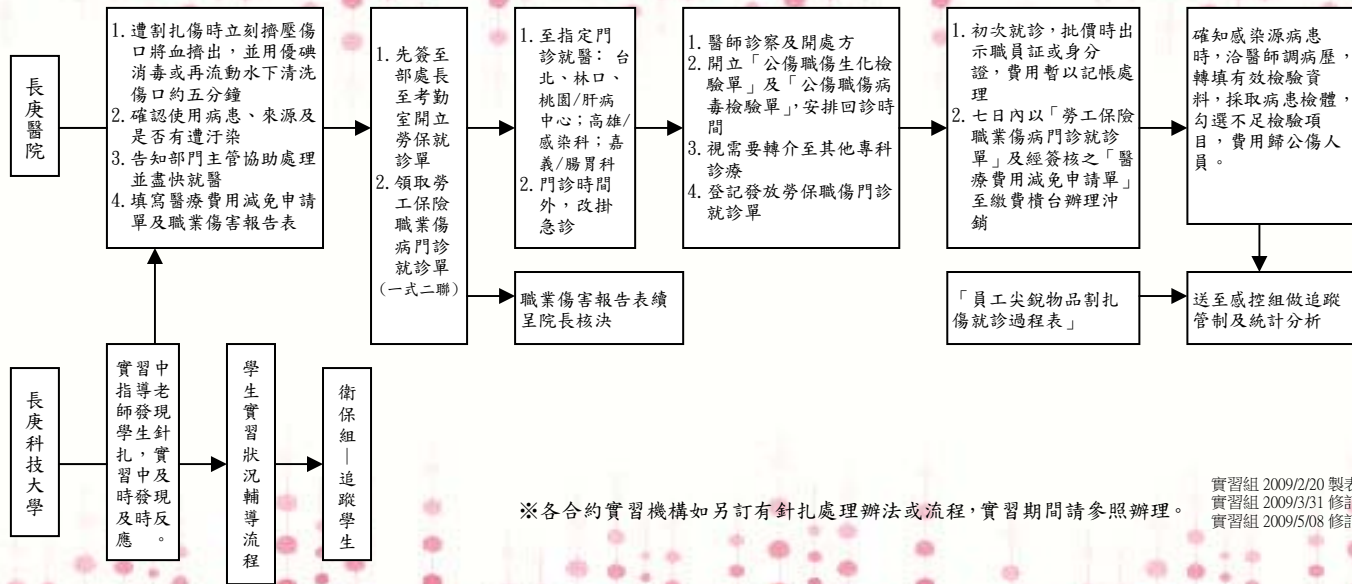 長庚醫院
1. 遭割扎傷時立刻擠壓傷
口將血擠出,並用優碘
消毒或再流動水下清洗
傷口約五分鐘
2. 確認使用病患、來源及
是否有遭汙染
3. 告知部門主管協助處理
並盡快就醫
4. 填寫醫療費用減免申請
單及職業傷害報告表
1. 先簽至
部處長
至考勤
室開立
勞保就
診單
2. 領取勞
工保險
職業傷
病門診
就診單
(一式二聯)
1. 至指定門
診就醫:台
北、林口、
桃園/肝病
中心;高雄/
感染科;嘉
義/腸胃科
2. 門診時間
外,改掛
急診
1. 醫師診察及開處方
2. 開立「公傷職傷生化檢
驗單」及「公傷職傷病
毒檢驗單」,安排回診時
間
3. 視需要轉介至其他專科
診療
4. 登記發放勞保職傷門診
就診單
1. 初次就診,批價時出
示職員証或身分
證,費用暫以記帳處
理
2. 七日內以「勞工保險
職業傷病門診就診
單」及經簽核之「醫
療費用減免申請單」
至繳費櫃台辦理沖
銷
確知感染源病患
時,洽醫師調病歷,
轉填有效檢驗資
料,採取病患檢體,
勾選不足檢驗項
目,費用歸公傷人
員。
職業傷害報告表續
呈院長核決
「員工尖銳物品割扎
傷就診過程表」
送至感控組做追蹤
管制及統計分析
長庚科技大學
實習中
指導老
師發現
學生針
扎,實
習中及
時發現
及時反
應。
學生實習狀況輔導流程
衛保組｜追蹤學生
※各合約實習機構如另訂有針扎處理辦法或流程,實習期間請參照辦理。
實習組 2009/2/20 製表
實習組 2009/3/31 修訂
實習組 2009/5/08 修訂